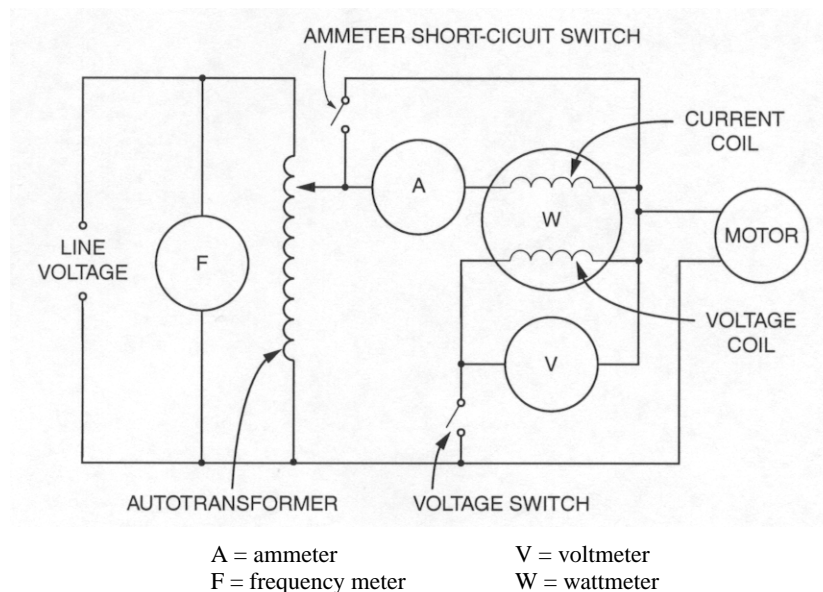 AMMETER SHORT-CICUIT SWITCH
CURRENT
COIL
A
W
LINE
VOLTAGE
F
MOTOR
VOLTAGE
COIL
V
AUTOTRANSFORMER
VOLTAGE SWITCH
A = ammeter
V = voltmeter
F = frequency meter
W = wattmeter